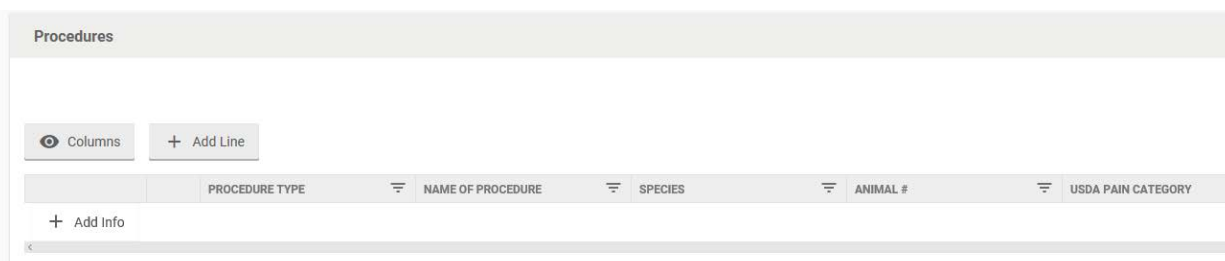 Procedures
Columns + Add Line
PROCEDURE TYPE NAME OF PROCEDURE SPECIES ANIMAL # USDA PAIN CATEGORY
+ Add Info